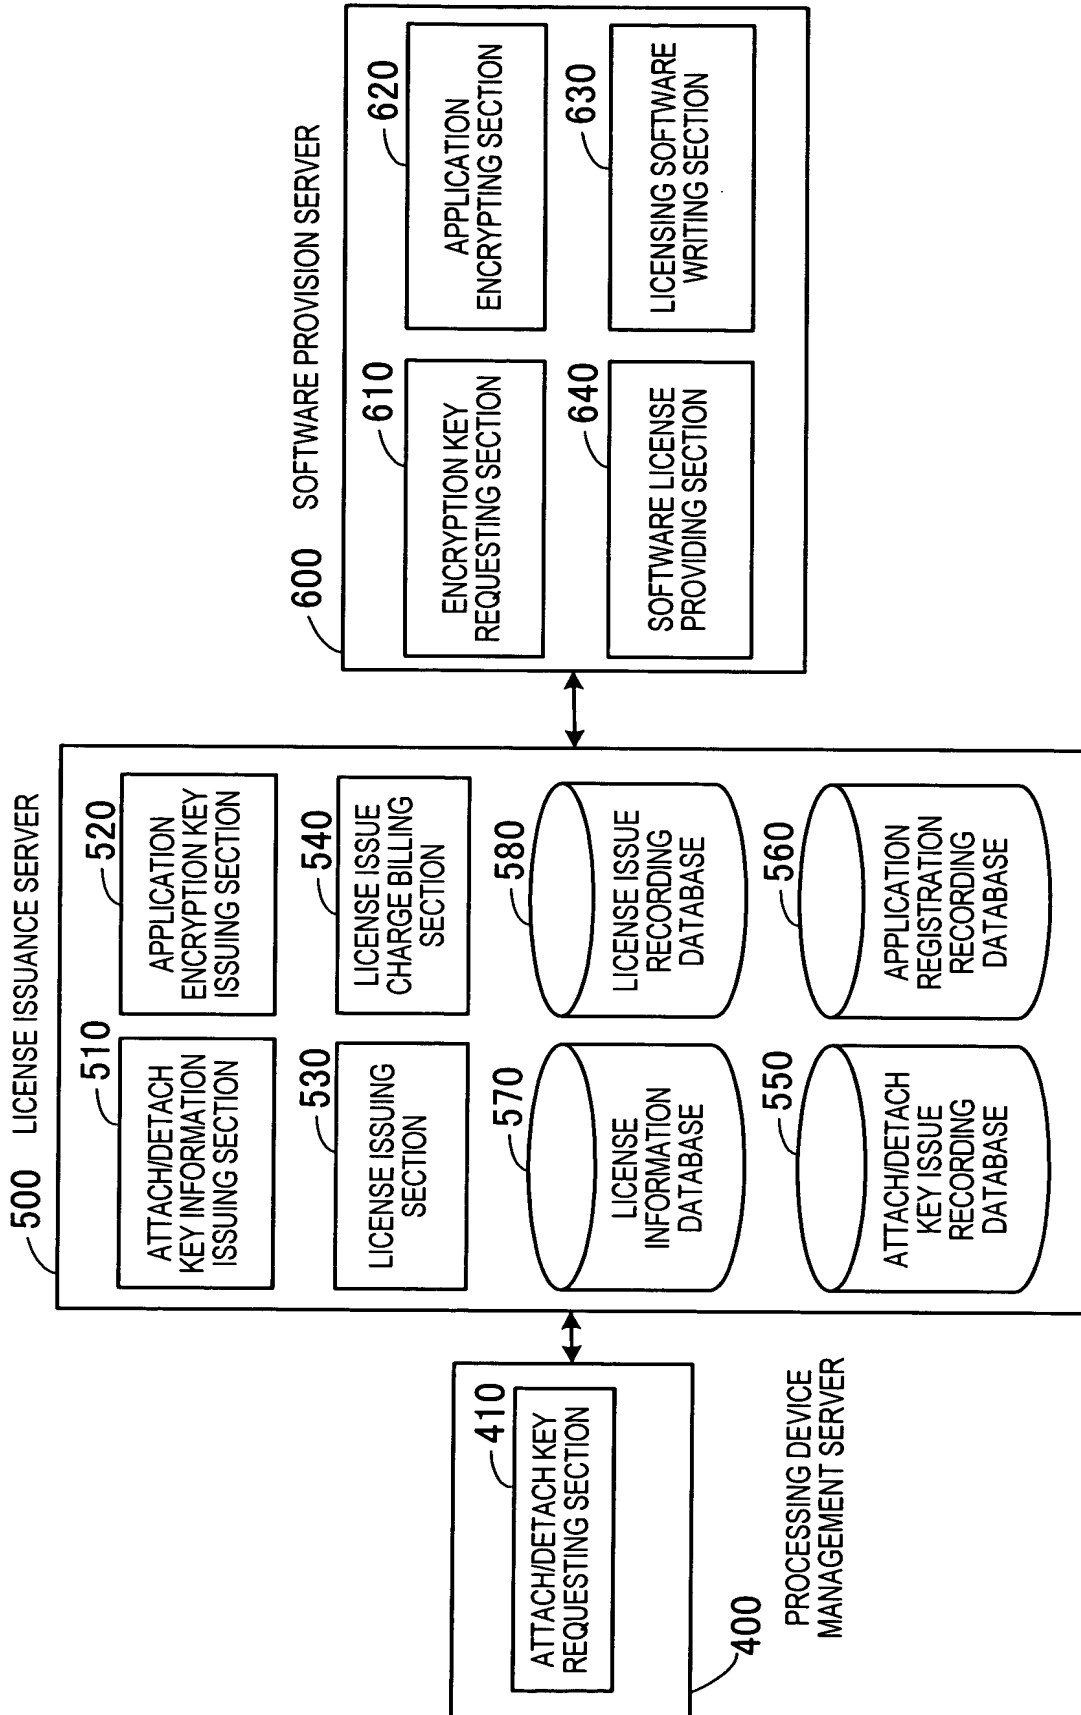 500
LICENSE ISSUANCE SERVER
510
ATTACH/DETACH
KEY INFORMATION
ISSUING SECTION
520
APPLICATION
ENCRYPTION KEY
ISSUING SECTION
530
LICENSE ISSUING
SECTION
540
LICENSE ISSUE
CHARGE BILLING
SECTION
570
LICENSE
INFORMATION
DATABASE
580
LICENSE ISSUE
RECORDING
DATABASE
550
ATTACH/DETACH
KEY ISSUE
RECORDING
DATABASE
560
APPLICATION
REGISTRATION
RECORDING
DATABASE
410
ATTACH/DETACH KEY
REQUESTING SECTION
400
PROCESSING DEVICE
MANAGEMENT SERVER
600
SOFTWARE PROVISION SERVER
610
ENCRYPTION KEY
REQUESTING SECTION
620
APPLICATION
ENCRYPTING SECTION
640
SOFTWARE LICENSE
PROVIDING SECTION
630
LICENSING SOFTWARE
WRITING SECTION